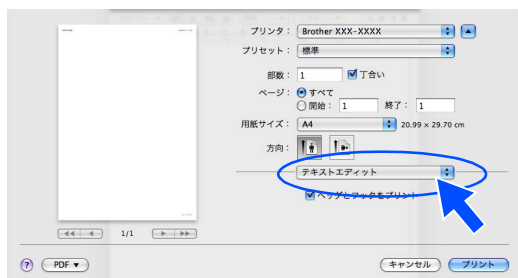 プリンタ： Brother XXX-XXXX
プリセット： 標準
部数： 1 丁合い
ページ： すべて
開始： 1 終了： 1
用紙サイズ： A4 20.99 x 29.70 cm
方向：
テキストエディット
ヘッダとフッタをプリント
1/1
? PDF ▼ キャンセル プリント